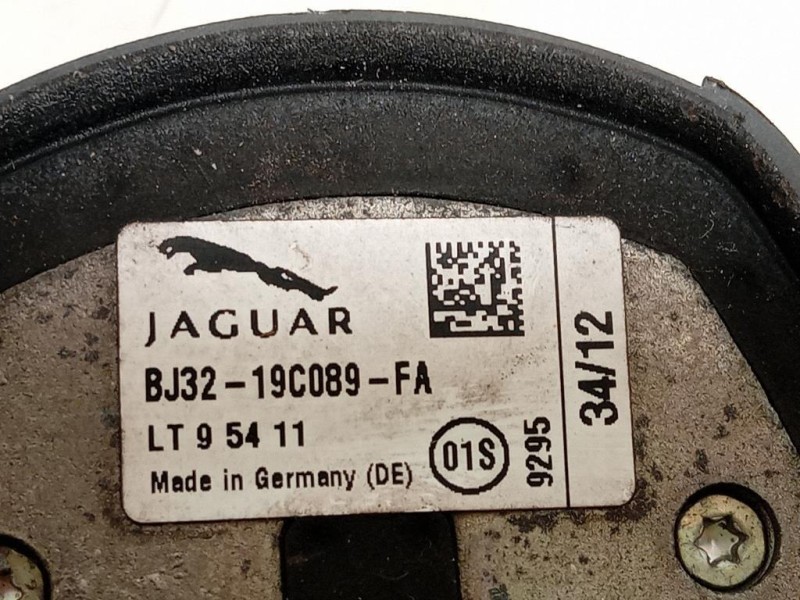 JAGUAR
BJ32-19C089-FA
LT 9 54 11
Made in Germany (DE)
01S
9295
34/12